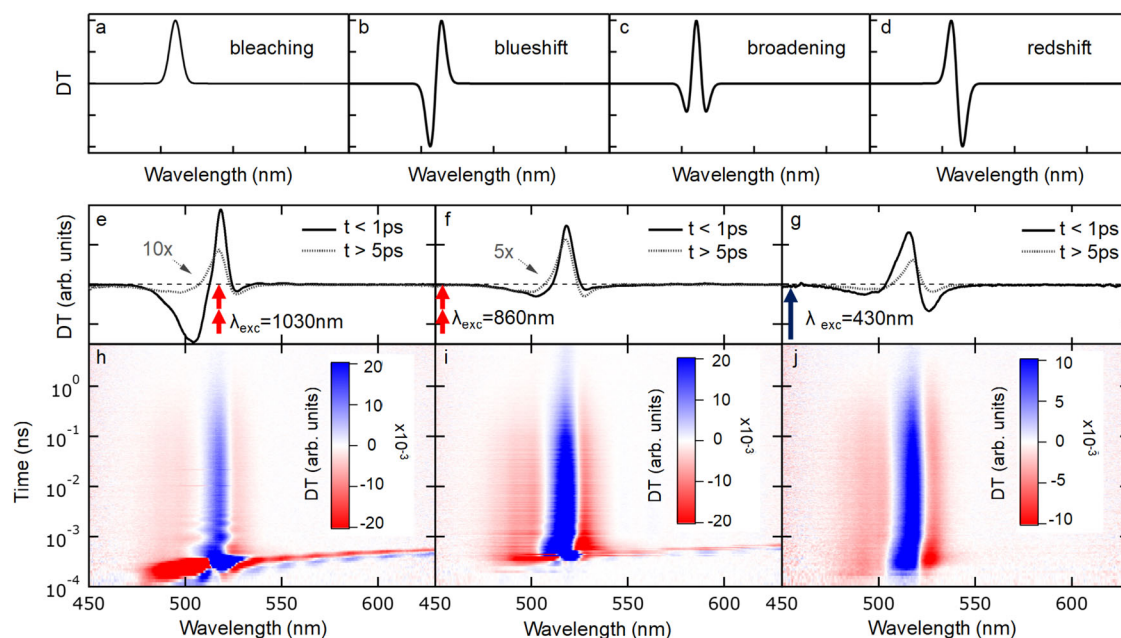 a
bleaching
b
blueshift
c
broadening
d
redshift
DT
Wavelength (nm)
Wavelength (nm)
Wavelength (nm)
Wavelength (nm)
e
t < 1ps
t > 5ps
10x
λexc=1030nm
f
t < 1ps
t > 5ps
5x
λexc=860nm
g
t < 1ps
t > 5ps
λ exc=430nm
DT (arb. units)
h
DT (arb. units)
20
10
0
-10
-20
x10-3
i
DT (arb. units)
20
10
0
-10
-20
x10-3
j
DT (arb. units)
10
5
0
-5
-10
x10-3
Time (ns)
100
10-1
10-2
10-3
10-4
450
500
550
600
450
500
550
600
450
500
550
600
Wavelength (nm)
Wavelength (nm)
Wavelength (nm)